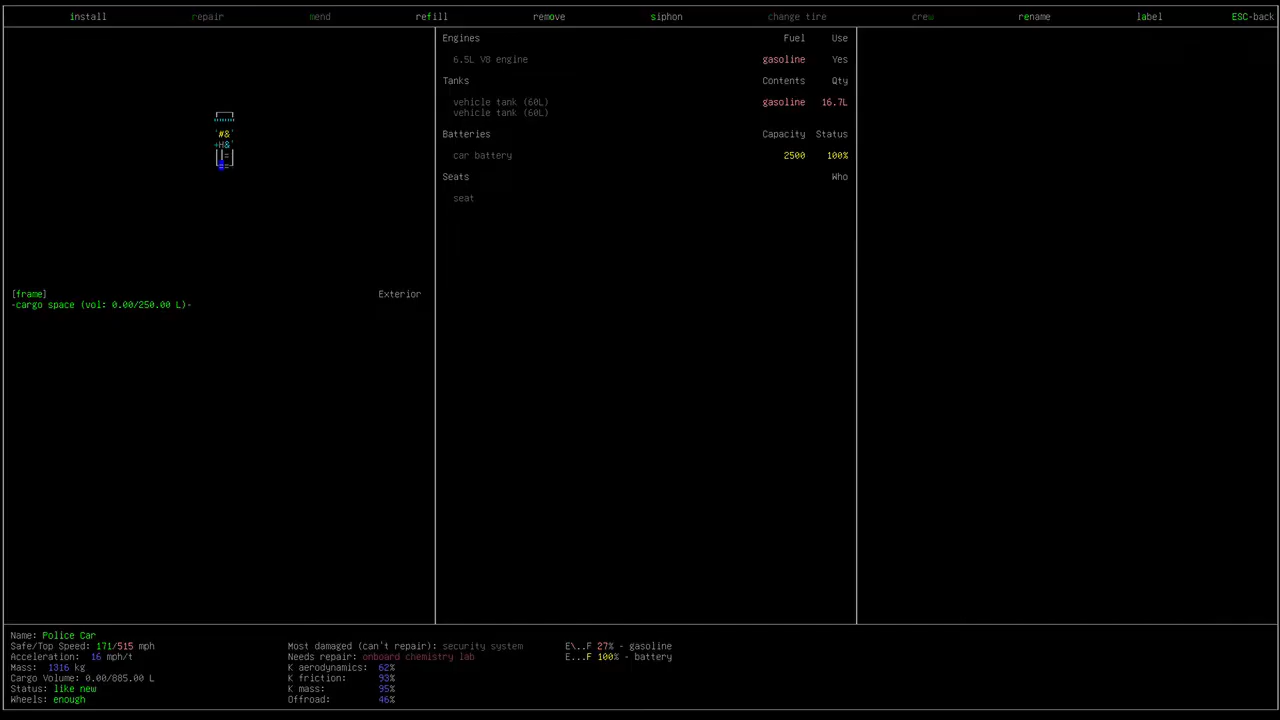 install repair mend refill remove siphon change tire crew rename label ESC-back
Engines Fuel Use
6.5L V8 engine gasoline Yes
Tanks Contents Qty
vehicle tank (60L) gasoline 16.7L
vehicle tank (60L)
Batteries Capacity Status
car battery 2500 100%
Seats Who
seat
[frame] Exterior
-cargo space (vol: 0.00/250.00 L)-
Name: Police Car
Safe/Top Speed: 171/515 mph Most damaged (can't repair): security system E\..F 27% - gasoline
Acceleration: 16 mph/t Needs repair: onboard chemistry lab E...F 100% - battery
Mass: 1316 kg K aerodynamics: 62%
Cargo Volume: 0.00/885.00 L K friction: 93%
Status: like new K mass: 95%
Wheels: enough Offroad: 46%